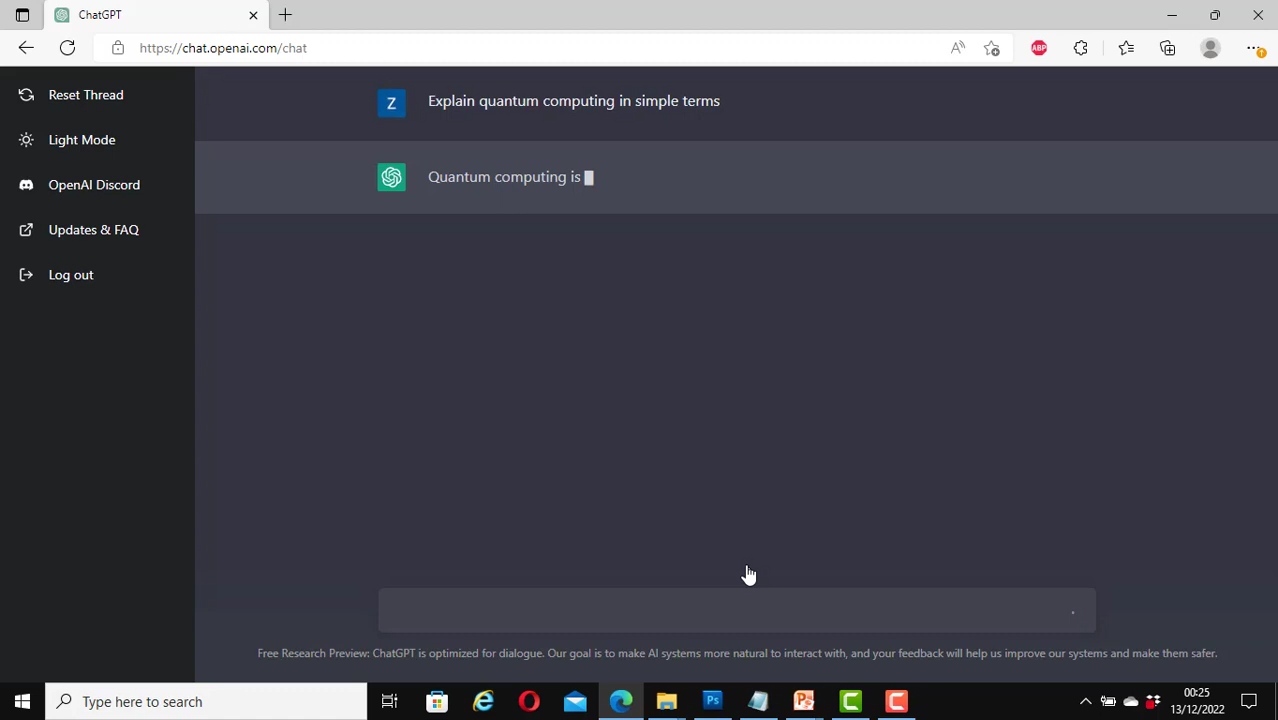 ChatGPT
https://chat.openai.com/chat
ABP
Reset Thread
Z Explain quantum computing in simple terms
Light Mode
Quantum computing is
OpenAI Discord
Updates & FAQ
Log out
Free Research Preview: ChatGPT is optimized for dialogue. Our goal is to make AI systems more natural to interact with, and your feedback will help us improve our systems and make them safer.
Type here to search
Ps
00:25
13/12/2022